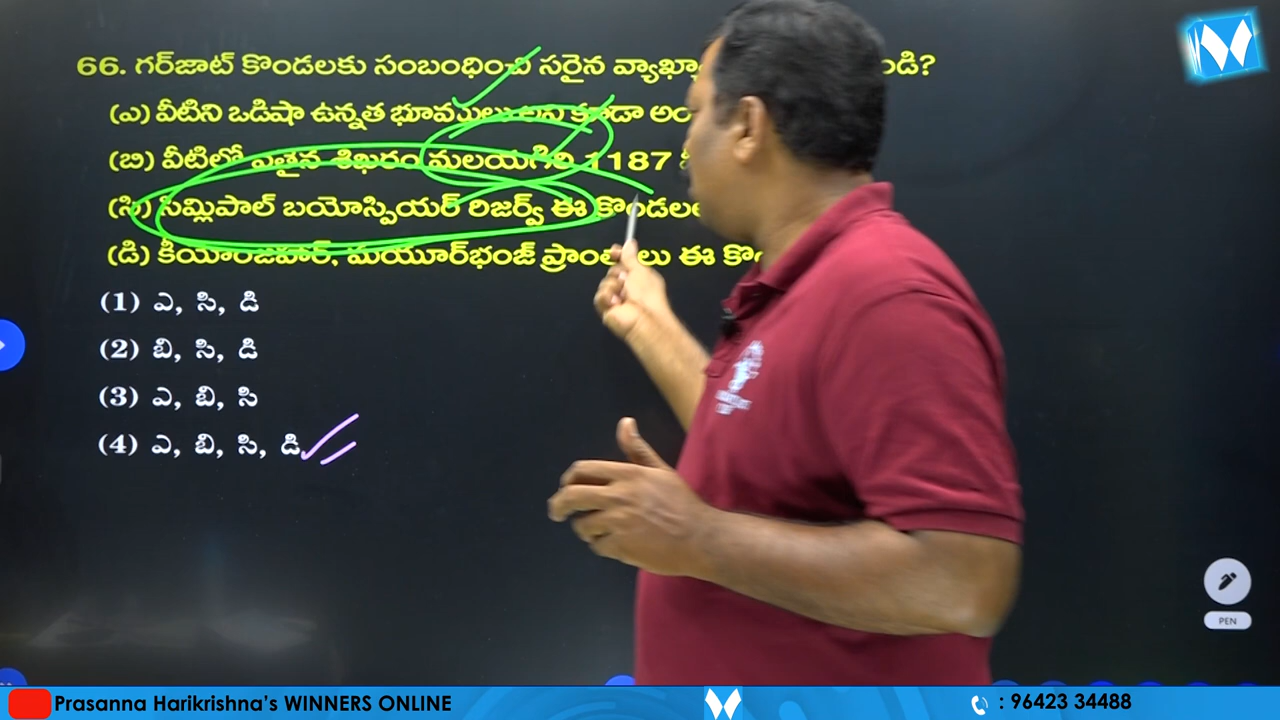 66. గర్‌జాట్ కొండలకు సంబంధించి సరైన
(ఎ) వీటిని ఒడిషా ఉన్నత భూములు అని కూడా
(బి) వీటిలో ఎత్తైన శిఖరం మలయగిరి 1187
(సి) సిమ్లిపాల్ బయోస్పియర్ రిజర్వ్ ఈ
(డి) కియోంజహార్, మయూర్‌భంజ్ ప్రాంతాలు ఈ
(1) ఎ, సి, డి
(2) బి, సి, డి
(3) ఎ, బి, సి
(4) ఎ, బి, సి, డి
PEN
Prasanna Harikrishna's WINNERS ONLINE
: 96423 34488